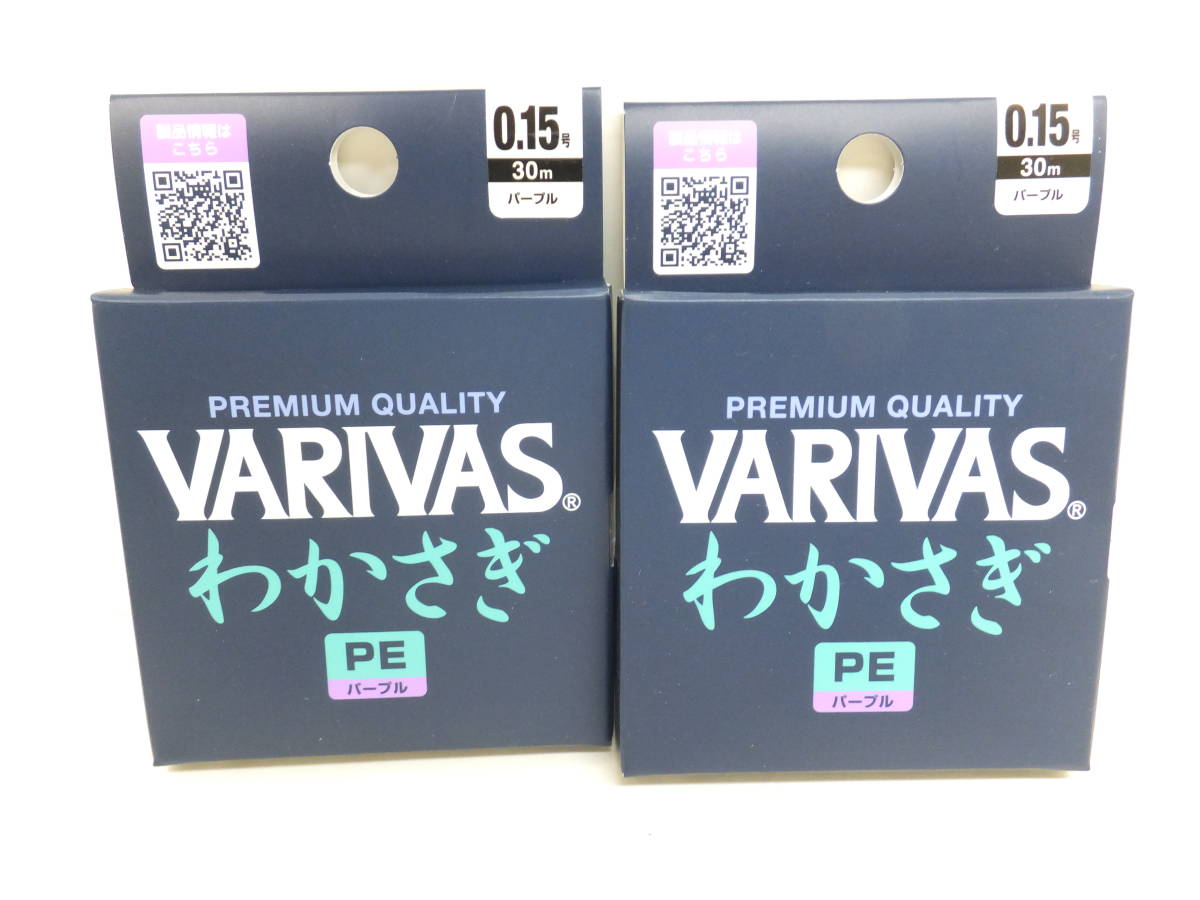 製品情報は
こちら
0.15号
30m
パープル
PREMIUM QUALITY
VARIVAS®
わかさぎ
PE
パープル
製品情報は
こちら
0.15号
30m
パープル
PREMIUM QUALITY
VARIVAS®
わかさぎ
PE
パープル